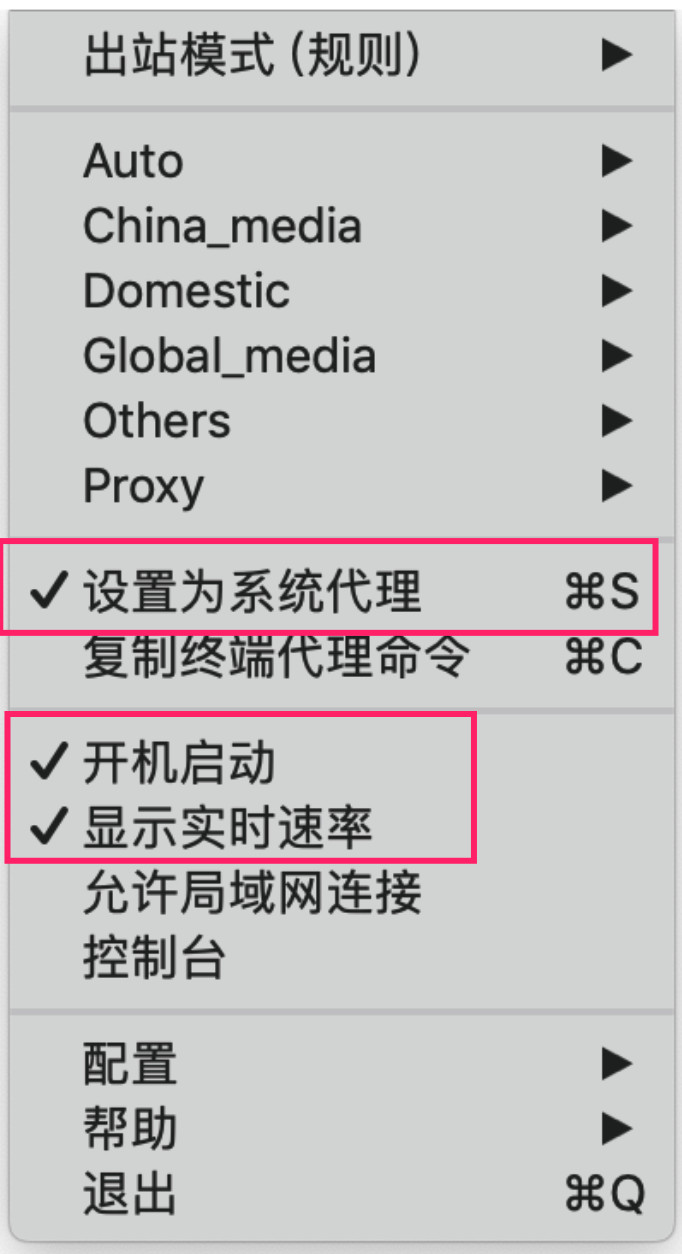 出站模式 (规则) ▶
Auto ▶
China_media ▶
Domestic ▶
Global_media ▶
Others ▶
Proxy ▶
✓ 设置为系统代理 ⌘S
复制终端代理命令 ⌘C
✓ 开机启动
✓ 显示实时速率
允许局域网连接
控制台
配置 ▶
帮助 ▶
退出 ⌘Q